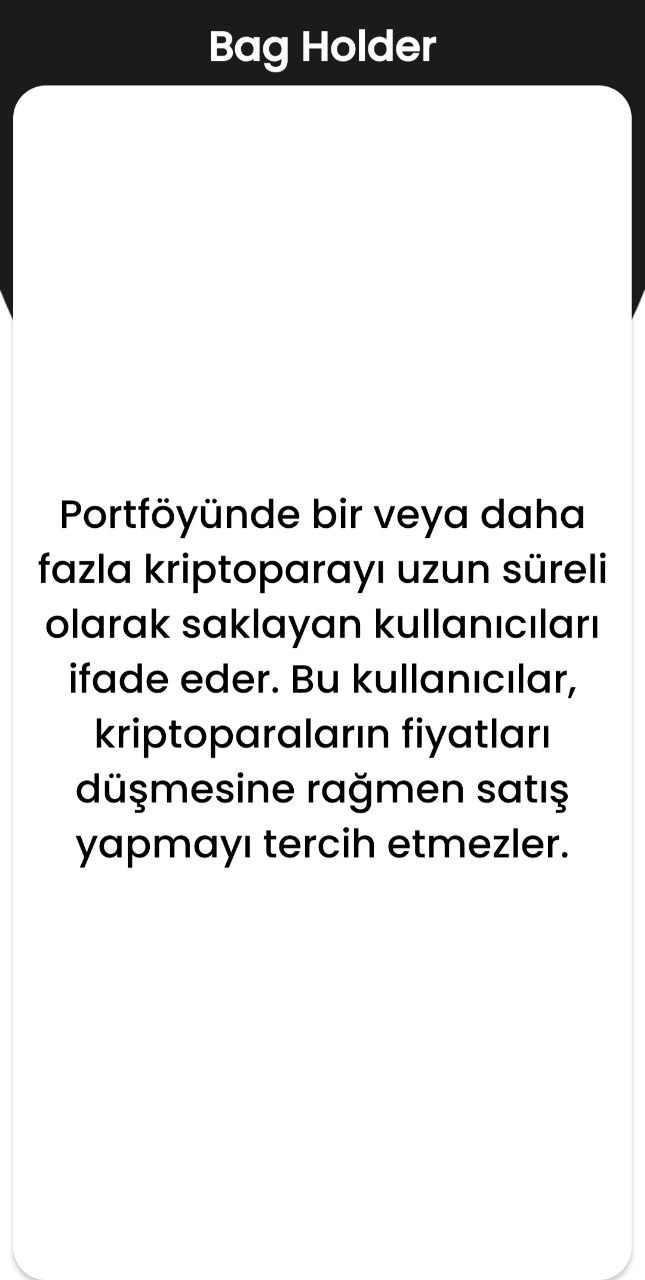 Bag Holder
Portföyünde bir veya daha
fazla kriptoparayı uzun süreli
olarak saklayan kullanıcıları
ifade eder. Bu kullanıcılar,
kriptoparaların fiyatları
düşmesine rağmen satış
yapmayı tercih etmezler.